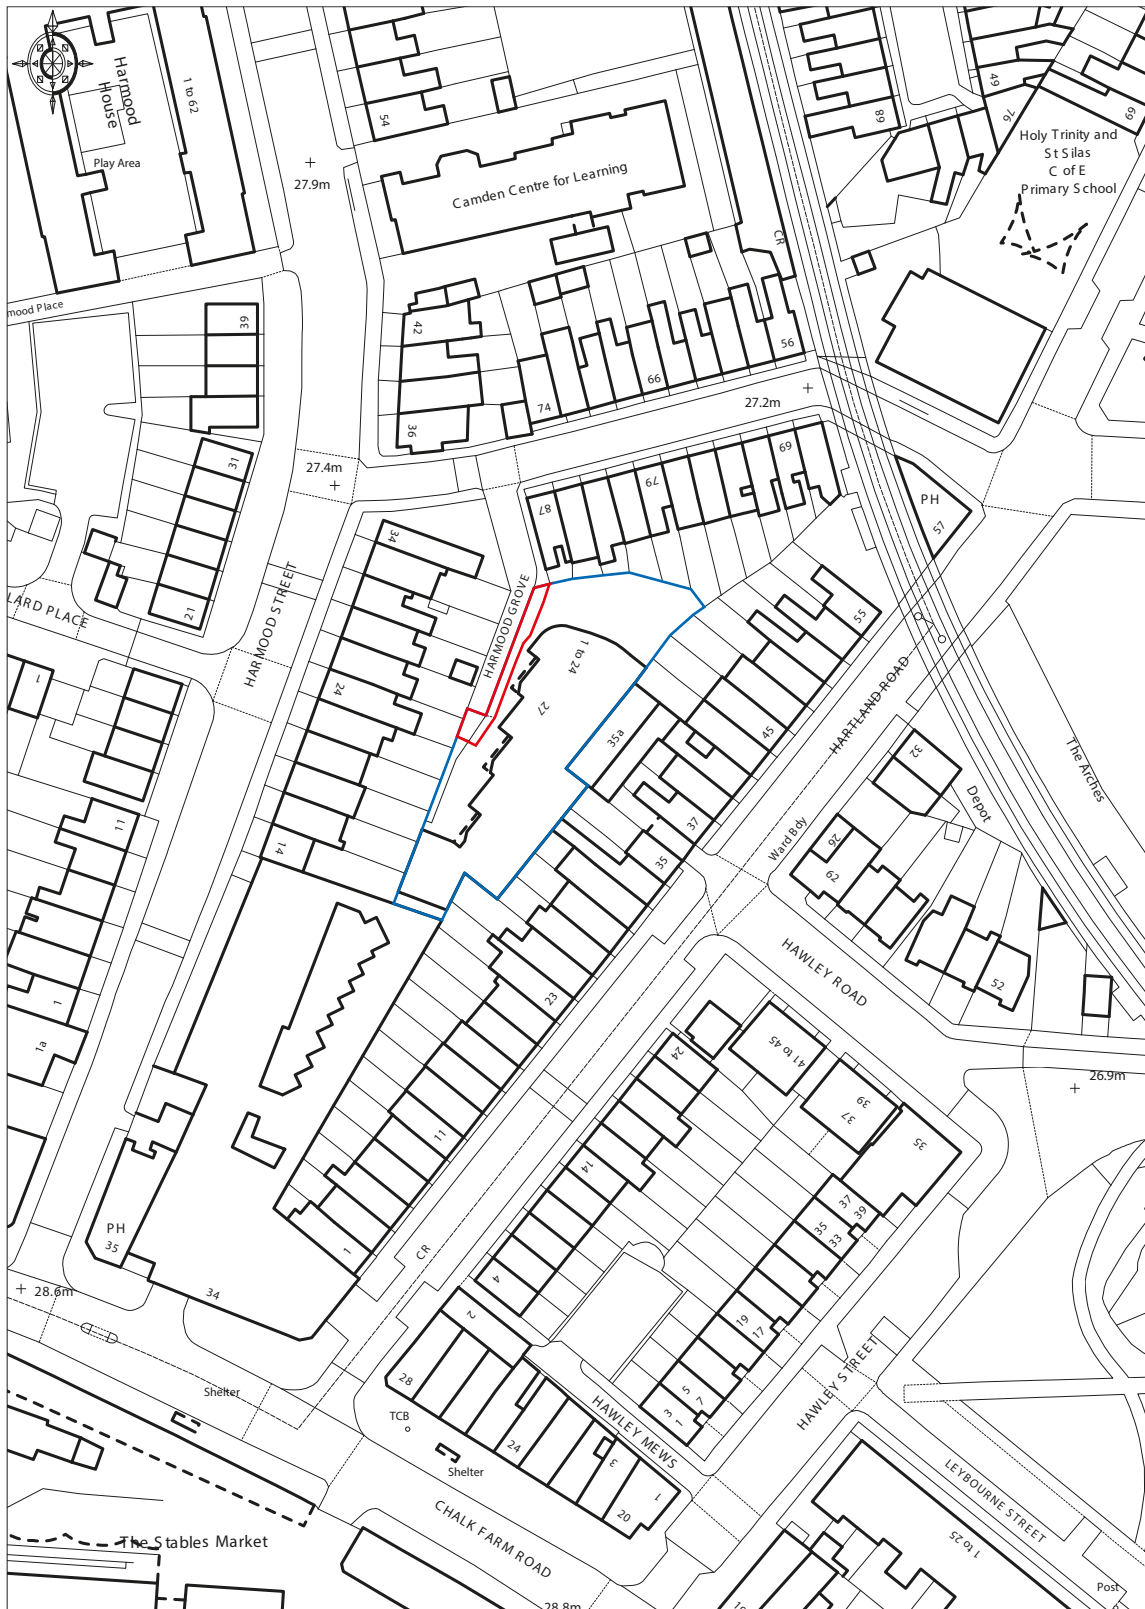 Harmood
House
1 to 62
Play Area
54
27.9m
Camden Centre for Learning
CR
89
49
76
69
Holy Trinity and
St Silas
C of E
Primary School
mood Place
39
42
36
74
66
56
27.2m
31
27.4m
87
79
69
PH
57
34
HARMOOD STREET
HARMOOD GROVE
21
LARD PLACE
24
1 to 24
27
35a
55
45
37
35
HARTLAND ROAD
32
Depot
The Arches
Ward Bdy
26
62
52
1
11
14
1
1a
23
11
1
HAWLEY ROAD
26.9m
24
41 to 45
39
37
35
14
4
2
37
39
35
33
19
17
5
7
3
1
PH
35
34
28.6m
CR
Shelter
28
TCB
24
Shelter
HAWLEY MEWS
3
1
20
HAWLEY STREET
LEYBOURNE STREET
1 to 25
CHALK FARM ROAD
The Stables Market
28.8m
Post